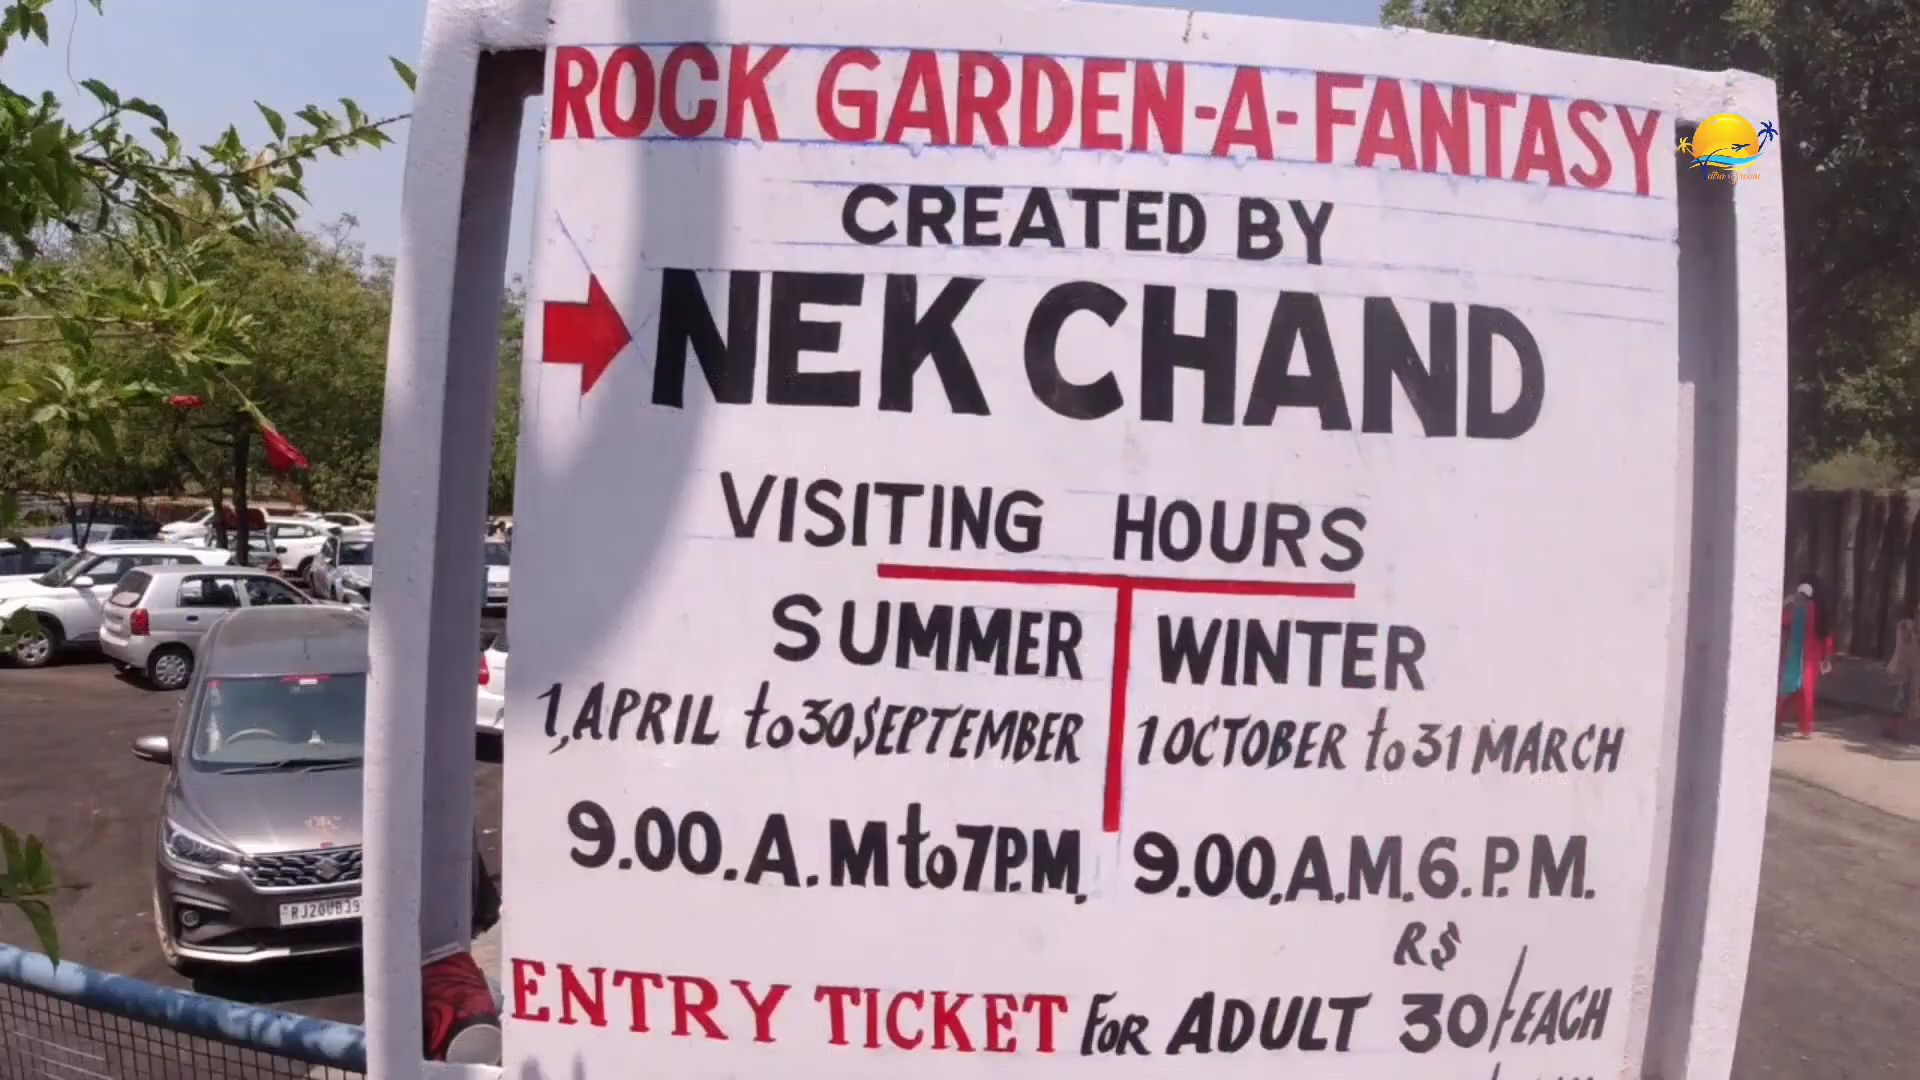 ROCK GARDEN-A-FANTASY
CREATED BY
NEK CHAND
VISITING HOURS
SUMMER WINTER
1,APRIL to 30 SEPTEMBER 1 OCTOBER to 31 MARCH
9.00.A.M to 7P.M. 9.00.A.M.6.P.M.
RS
ENTRY TICKET FOR ADULT 30/-EACH